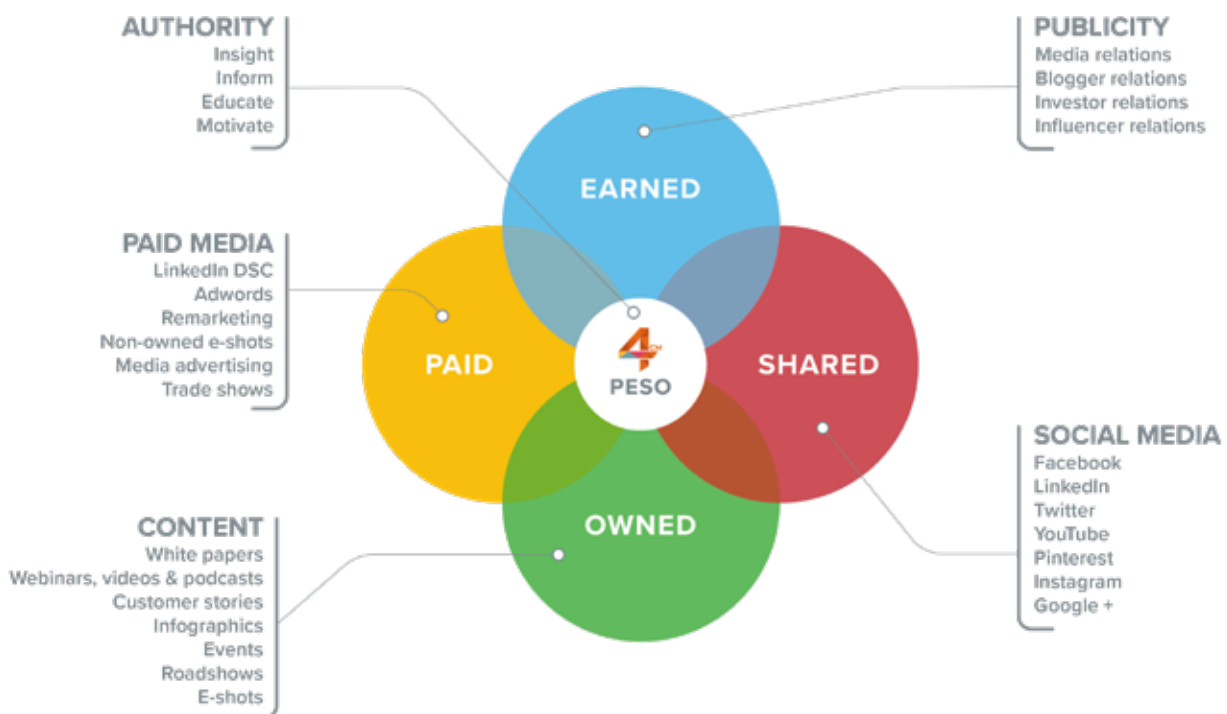 AUTHORITY
Insight
Inform
Educate
Motivate
PUBLICITY
Media relations
Blogger relations
Investor relations
Influencer relations
EARNED
PAID MEDIA
LinkedIn DSC
Adwords
Remarketing
Non-owned e-shots
Media advertising
Trade shows
PAID
4CM
PESO
SHARED
OWNED
SOCIAL MEDIA
Facebook
LinkedIn
Twitter
YouTube
Pinterest
Instagram
Google +
CONTENT
White papers
Webinars, videos & podcasts
Customer stories
Infographics
Events
Roadshows
E-shots